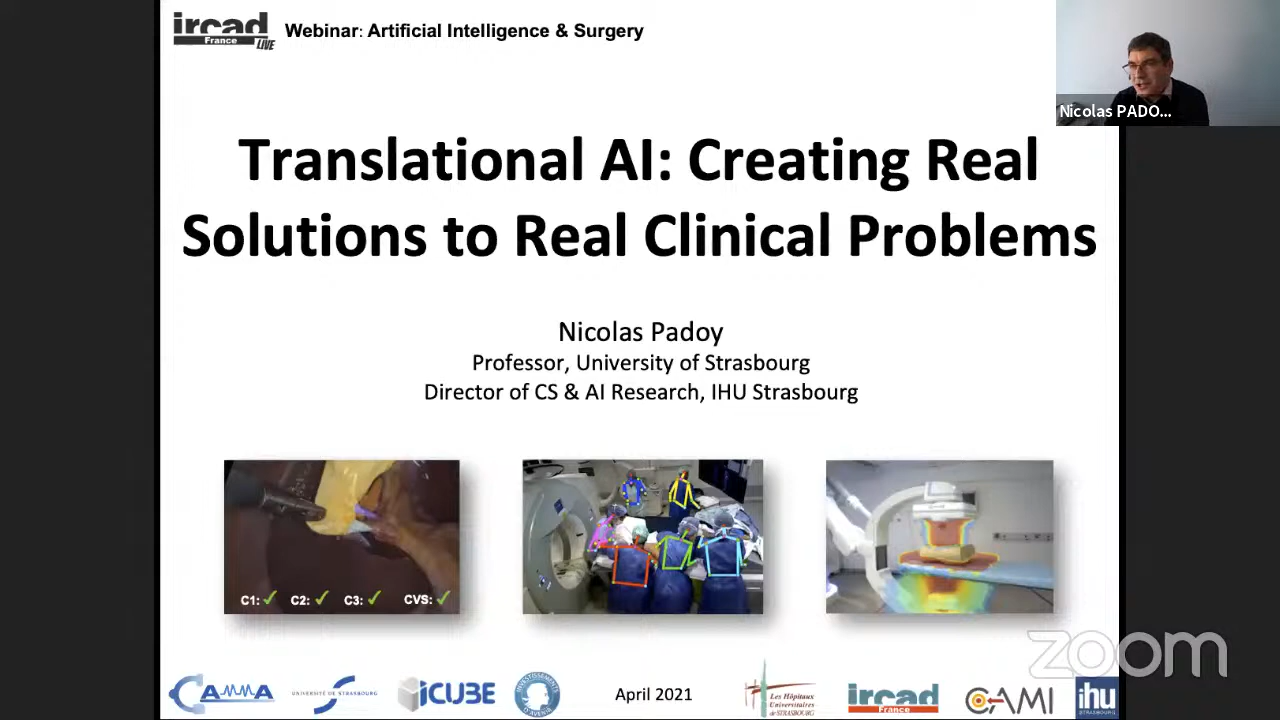 ircad
France
LIVE
Webinar: Artificial Intelligence & Surgery
Nicolas PADO...
Translational AI: Creating Real
Solutions to Real Clinical Problems
Nicolas Padoy
Professor, University of Strasbourg
Director of CS & AI Research, IHU Strasbourg
C1: ✓ C2: ✓ C3: ✓ CVS: ✓
zoom
CAMMA
UNIVERSITÉ DE STRASBOURG
iCUBE
INVESTISSEMENTS D'AVENIR
April 2021
Les Hôpitaux
Universitaires
de STRASBOURG
ircad
France
CAMI
ihu
STRASBOURG